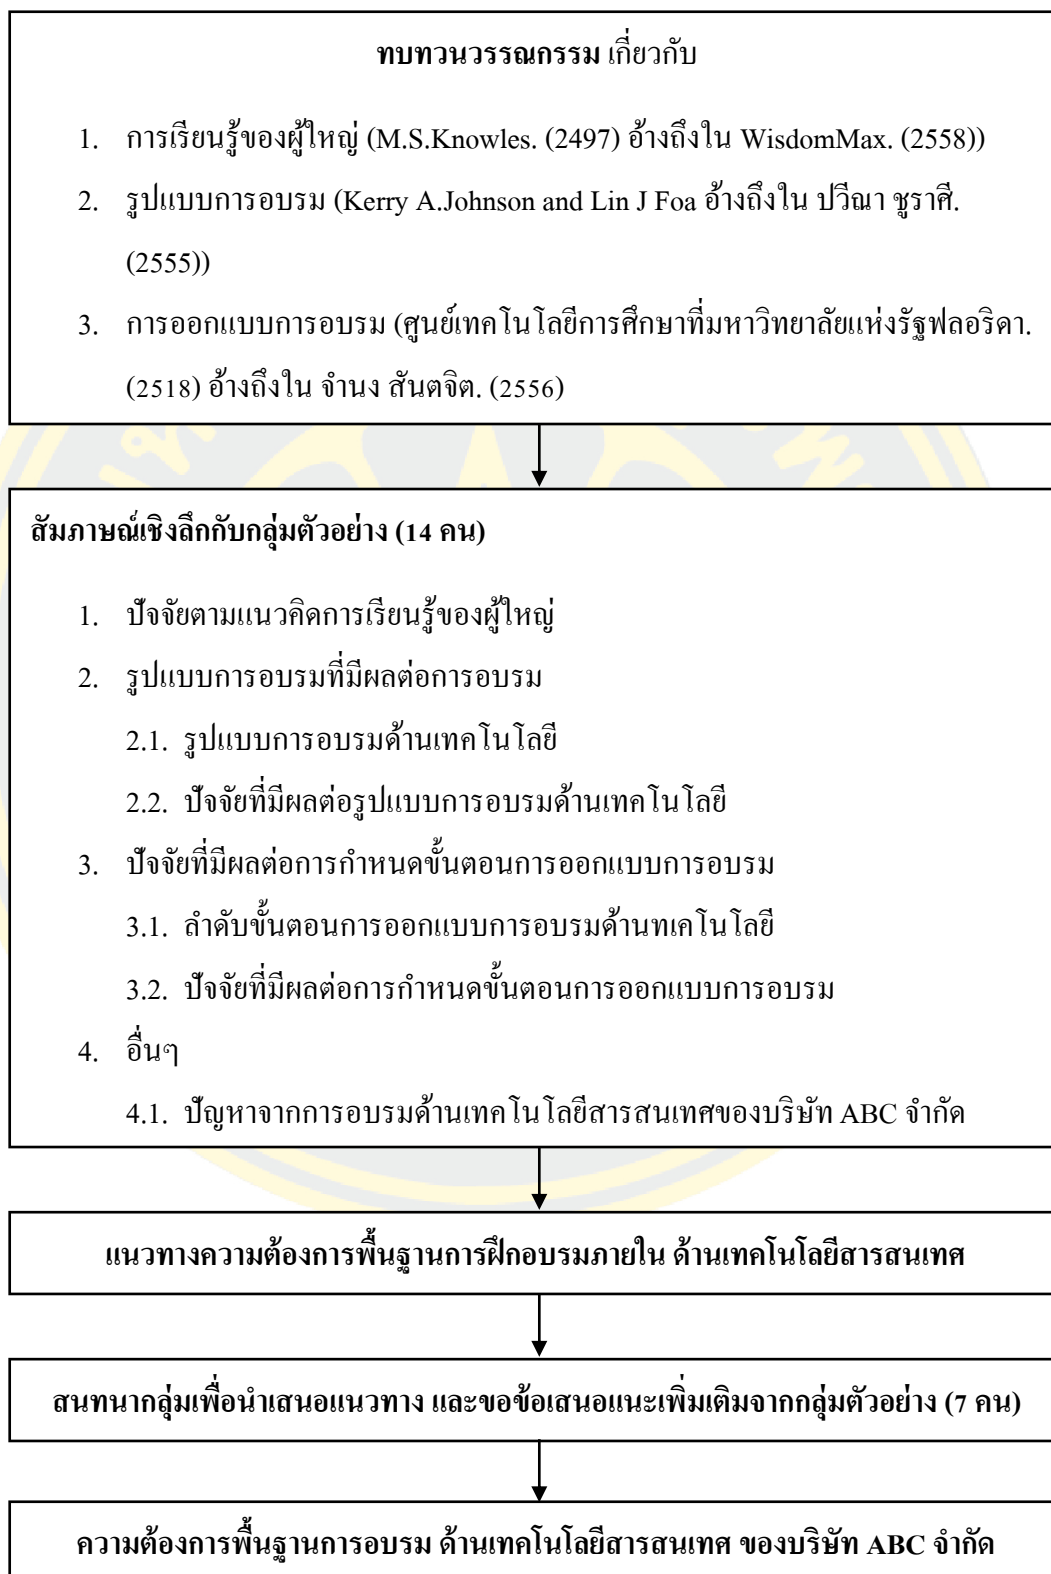 ทบทวนวรรณกรรม เกี่ยวกับ
1. การเรียนรู้ของผู้ใหญ่ (M.S.Knowles. (2497) อ้างถึงใน WisdomMax. (2558))
2. รูปแบบการอบรม (Kerry A.Johnson and Lin J Foa อ้างถึงใน ปวีณา ชูราศี.
(2555))
3. การออกแบบการอบรม (ศูนย์เทคโนโลยีการศึกษาที่มหาวิทยาลัยแห่งรัฐฟลอริดา.
(2518) อ้างถึงใน จำนง สันตจิต. (2556)
สัมภาษณ์เชิงลึกกับกลุ่มตัวอย่าง (14 คน)
1. ปัจจัยตามแนวคิดการเรียนรู้ของผู้ใหญ่
2. รูปแบบการอบรมที่มีผลต่อการอบรม
2.1. รูปแบบการอบรมด้านเทคโนโลยี
2.2. ปัจจัยที่มีผลต่อรูปแบบการอบรมด้านเทคโนโลยี
3. ปัจจัยที่มีผลต่อการกำหนดขั้นตอนการออกแบบการอบรม
3.1. ลำดับขั้นตอนการออกแบบการอบรมด้านทเคโนโลยี
3.2. ปัจจัยที่มีผลต่อการกำหนดขั้นตอนการออกแบบการอบรม
4. อื่นๆ
4.1. ปัญหาจากการอบรมด้านเทคโนโลยีสารสนเทศของบริษัท ABC จำกัด
แนวทางความต้องการพื้นฐานการฝึกอบรมภายใน ด้านเทคโนโลยีสารสนเทศ
สนทนากลุ่มเพื่อนำเสนอแนวทาง และขอข้อเสนอแนะเพิ่มเติมจากกลุ่มตัวอย่าง (7 คน)
ความต้องการพื้นฐานการอบรม ด้านเทคโนโลยีสารสนเทศ ของบริษัท ABC จำกัด